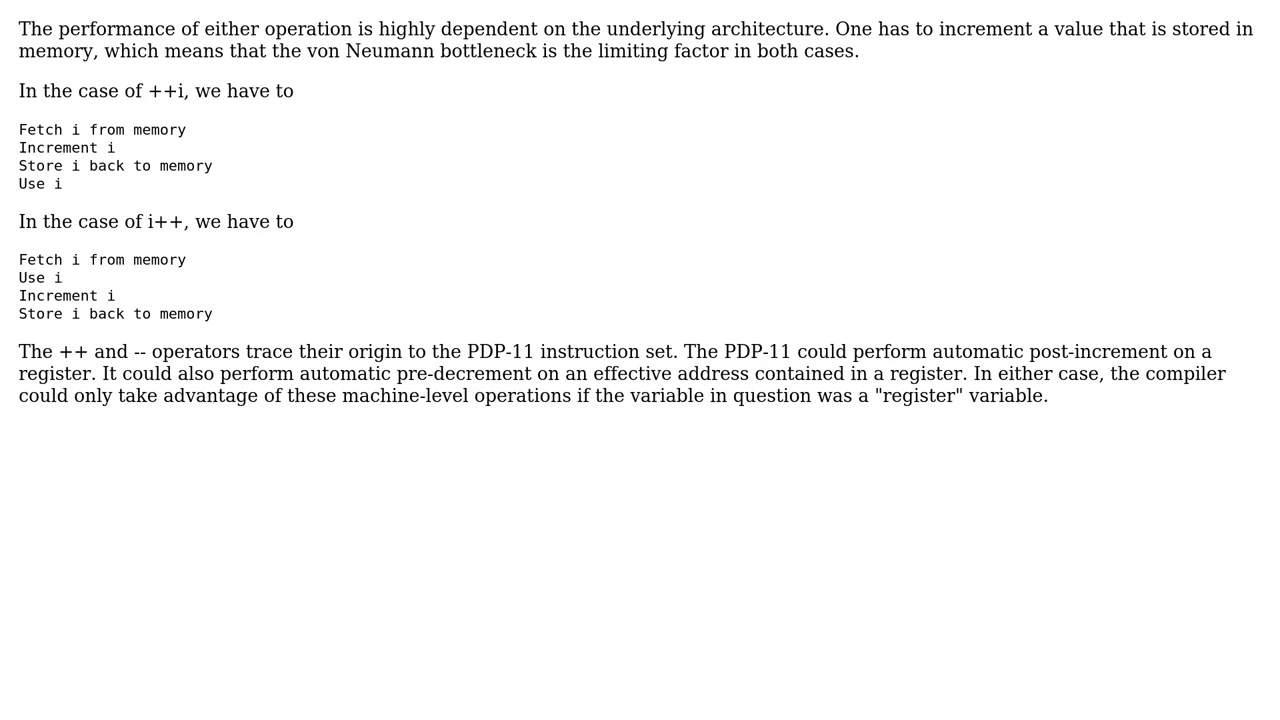 The performance of either operation is highly dependent on the underlying architecture. One has to increment a value that is stored in
memory, which means that the von Neumann bottleneck is the limiting factor in both cases.
In the case of ++i, we have to
Fetch i from memory
Increment i
Store i back to memory
Use i
In the case of i++, we have to
Fetch i from memory
Use i
Increment i
Store i back to memory
The ++ and -- operators trace their origin to the PDP-11 instruction set. The PDP-11 could perform automatic post-increment on a
register. It could also perform automatic pre-decrement on an effective address contained in a register. In either case, the compiler
could only take advantage of these machine-level operations if the variable in question was a "register" variable.